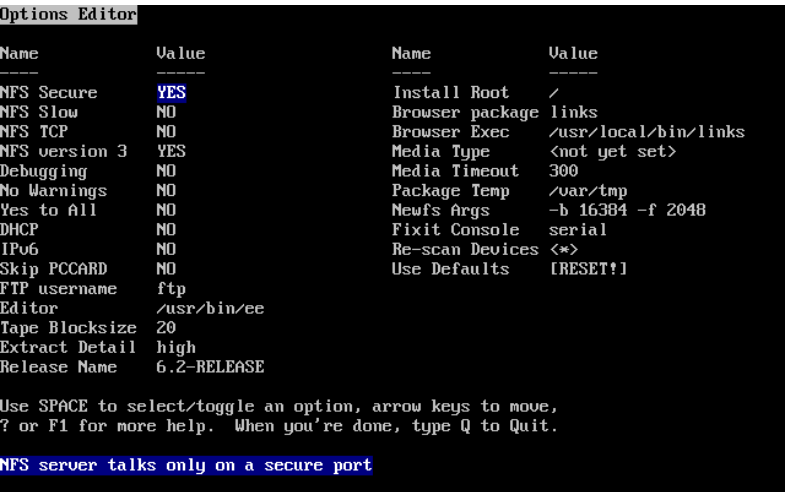 Options Editor
Name Value Name Value
---- ----- ---- -----
NFS Secure YES Install Root /
NFS Slow NO Browser package links
NFS TCP NO Browser Exec /usr/local/bin/links
NFS version 3 YES Media Type <not yet set>
Debugging NO Media Timeout 300
No Warnings NO Package Temp /var/tmp
Yes to All NO Newfs Args -b 16384 -f 2048
DHCP NO Fixit Console serial
IPv6 NO Re-scan Devices <*>
Skip PCCARD NO Use Defaults [RESET!]
FTP username ftp
Editor /usr/bin/ee
Tape Blocksize 20
Extract Detail high
Release Name 6.2-RELEASE
Use SPACE to select/toggle an option, arrow keys to move,
? or F1 for more help. When you're done, type Q to Quit.
NFS server talks only on a secure port